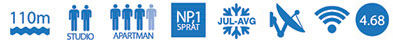 110m
STUDIO
APARTMAN
NP1
SPRAT
JUL-AVG
4.68